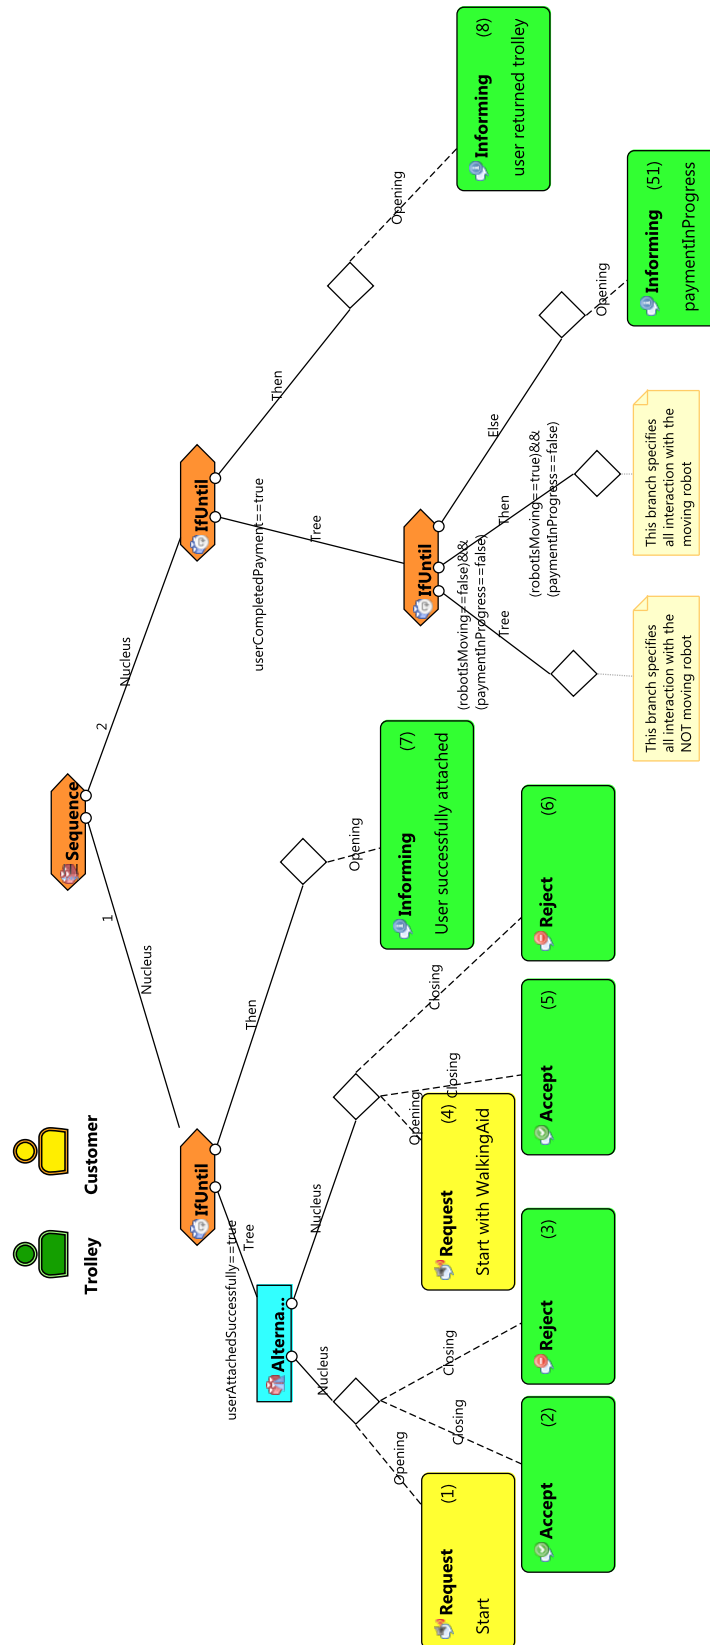 Trolley
Customer
Sequence
1
Nucleus
2
Nucleus
IfUntil
userAttachedSuccessfully==true
Tree
Then
Alterna...
Nucleus
Nucleus
Opening
Closing
Closing
Request (1)
Start
Accept (2)
Reject (3)
Opening
Closing
Closing
Request (4)
Start with WalkingAid
Accept (5)
Reject (6)
Opening
Informing (7)
User successfully attached
IfUntil
userCompletedPayment==true
Tree
Then
Opening
Informing (8)
user returned trolley
IfUntil
(robotIsMoving==false)&&
(paymentInProgress==false)
Tree
(robotIsMoving==true)&&
(paymentInProgress==false)
Then
Else
Opening
Informing (51)
paymentInProgress
This branch specifies
all interaction with the
NOT moving robot
This branch specifies
all interaction with the
moving robot